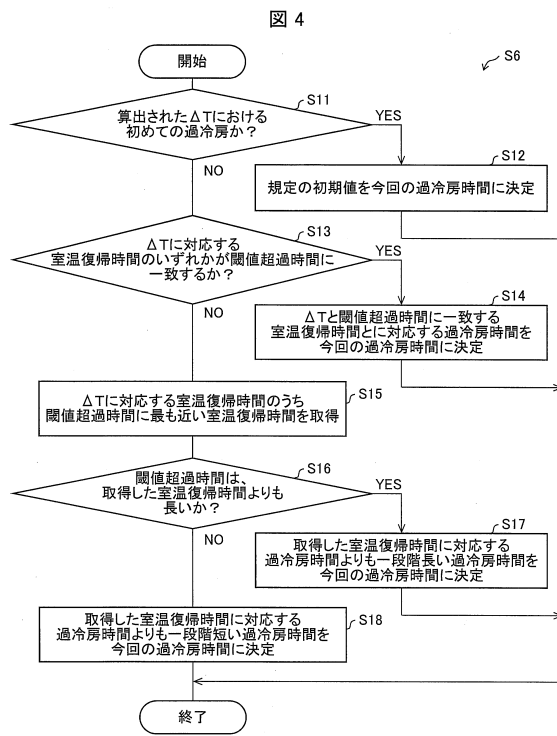 図 4
開始
S6
S11
算出されたΔTにおける
初めての過冷房か？
YES
S12
規定の初期値を今回の過冷房時間に決定
NO
S13
ΔTに対応する
室温復帰時間のいずれかが閾値超過時間に
一致するか？
YES
S14
ΔTと閾値超過時間に一致する
室温復帰時間とに対応する過冷房時間を
今回の過冷房時間に決定
NO
S15
ΔTに対応する室温復帰時間のうち
閾値超過時間に最も近い室温復帰時間を取得
S16
閾値超過時間は、
取得した室温復帰時間よりも
長いか？
YES
S17
取得した室温復帰時間に対応する
過冷房時間よりも一段階長い過冷房時間を
今回の過冷房時間に決定
NO
S18
取得した室温復帰時間に対応する
過冷房時間よりも一段階短い過冷房時間を
今回の過冷房時間に決定
終了